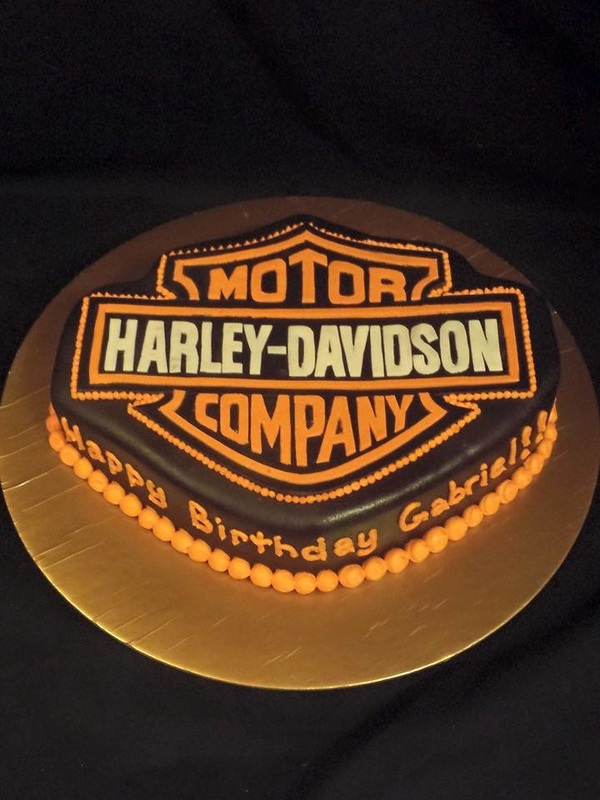 MOTOR
HARLEY-DAVIDSON
COMPANY
Happy Birthday Gabriel!!!